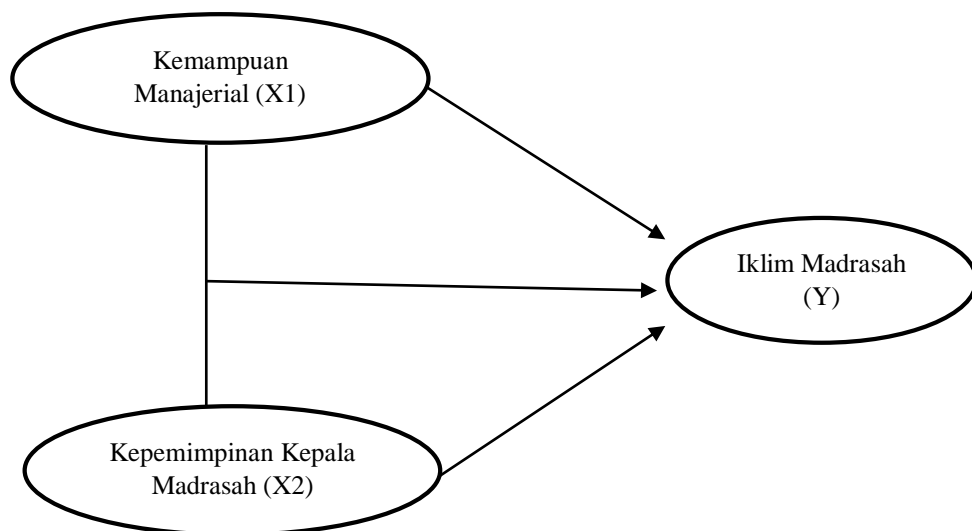 Kemampuan
Manajerial (X1)
Iklim Madrasah
(Y)
Kepemimpinan Kepala
Madrasah (X2)